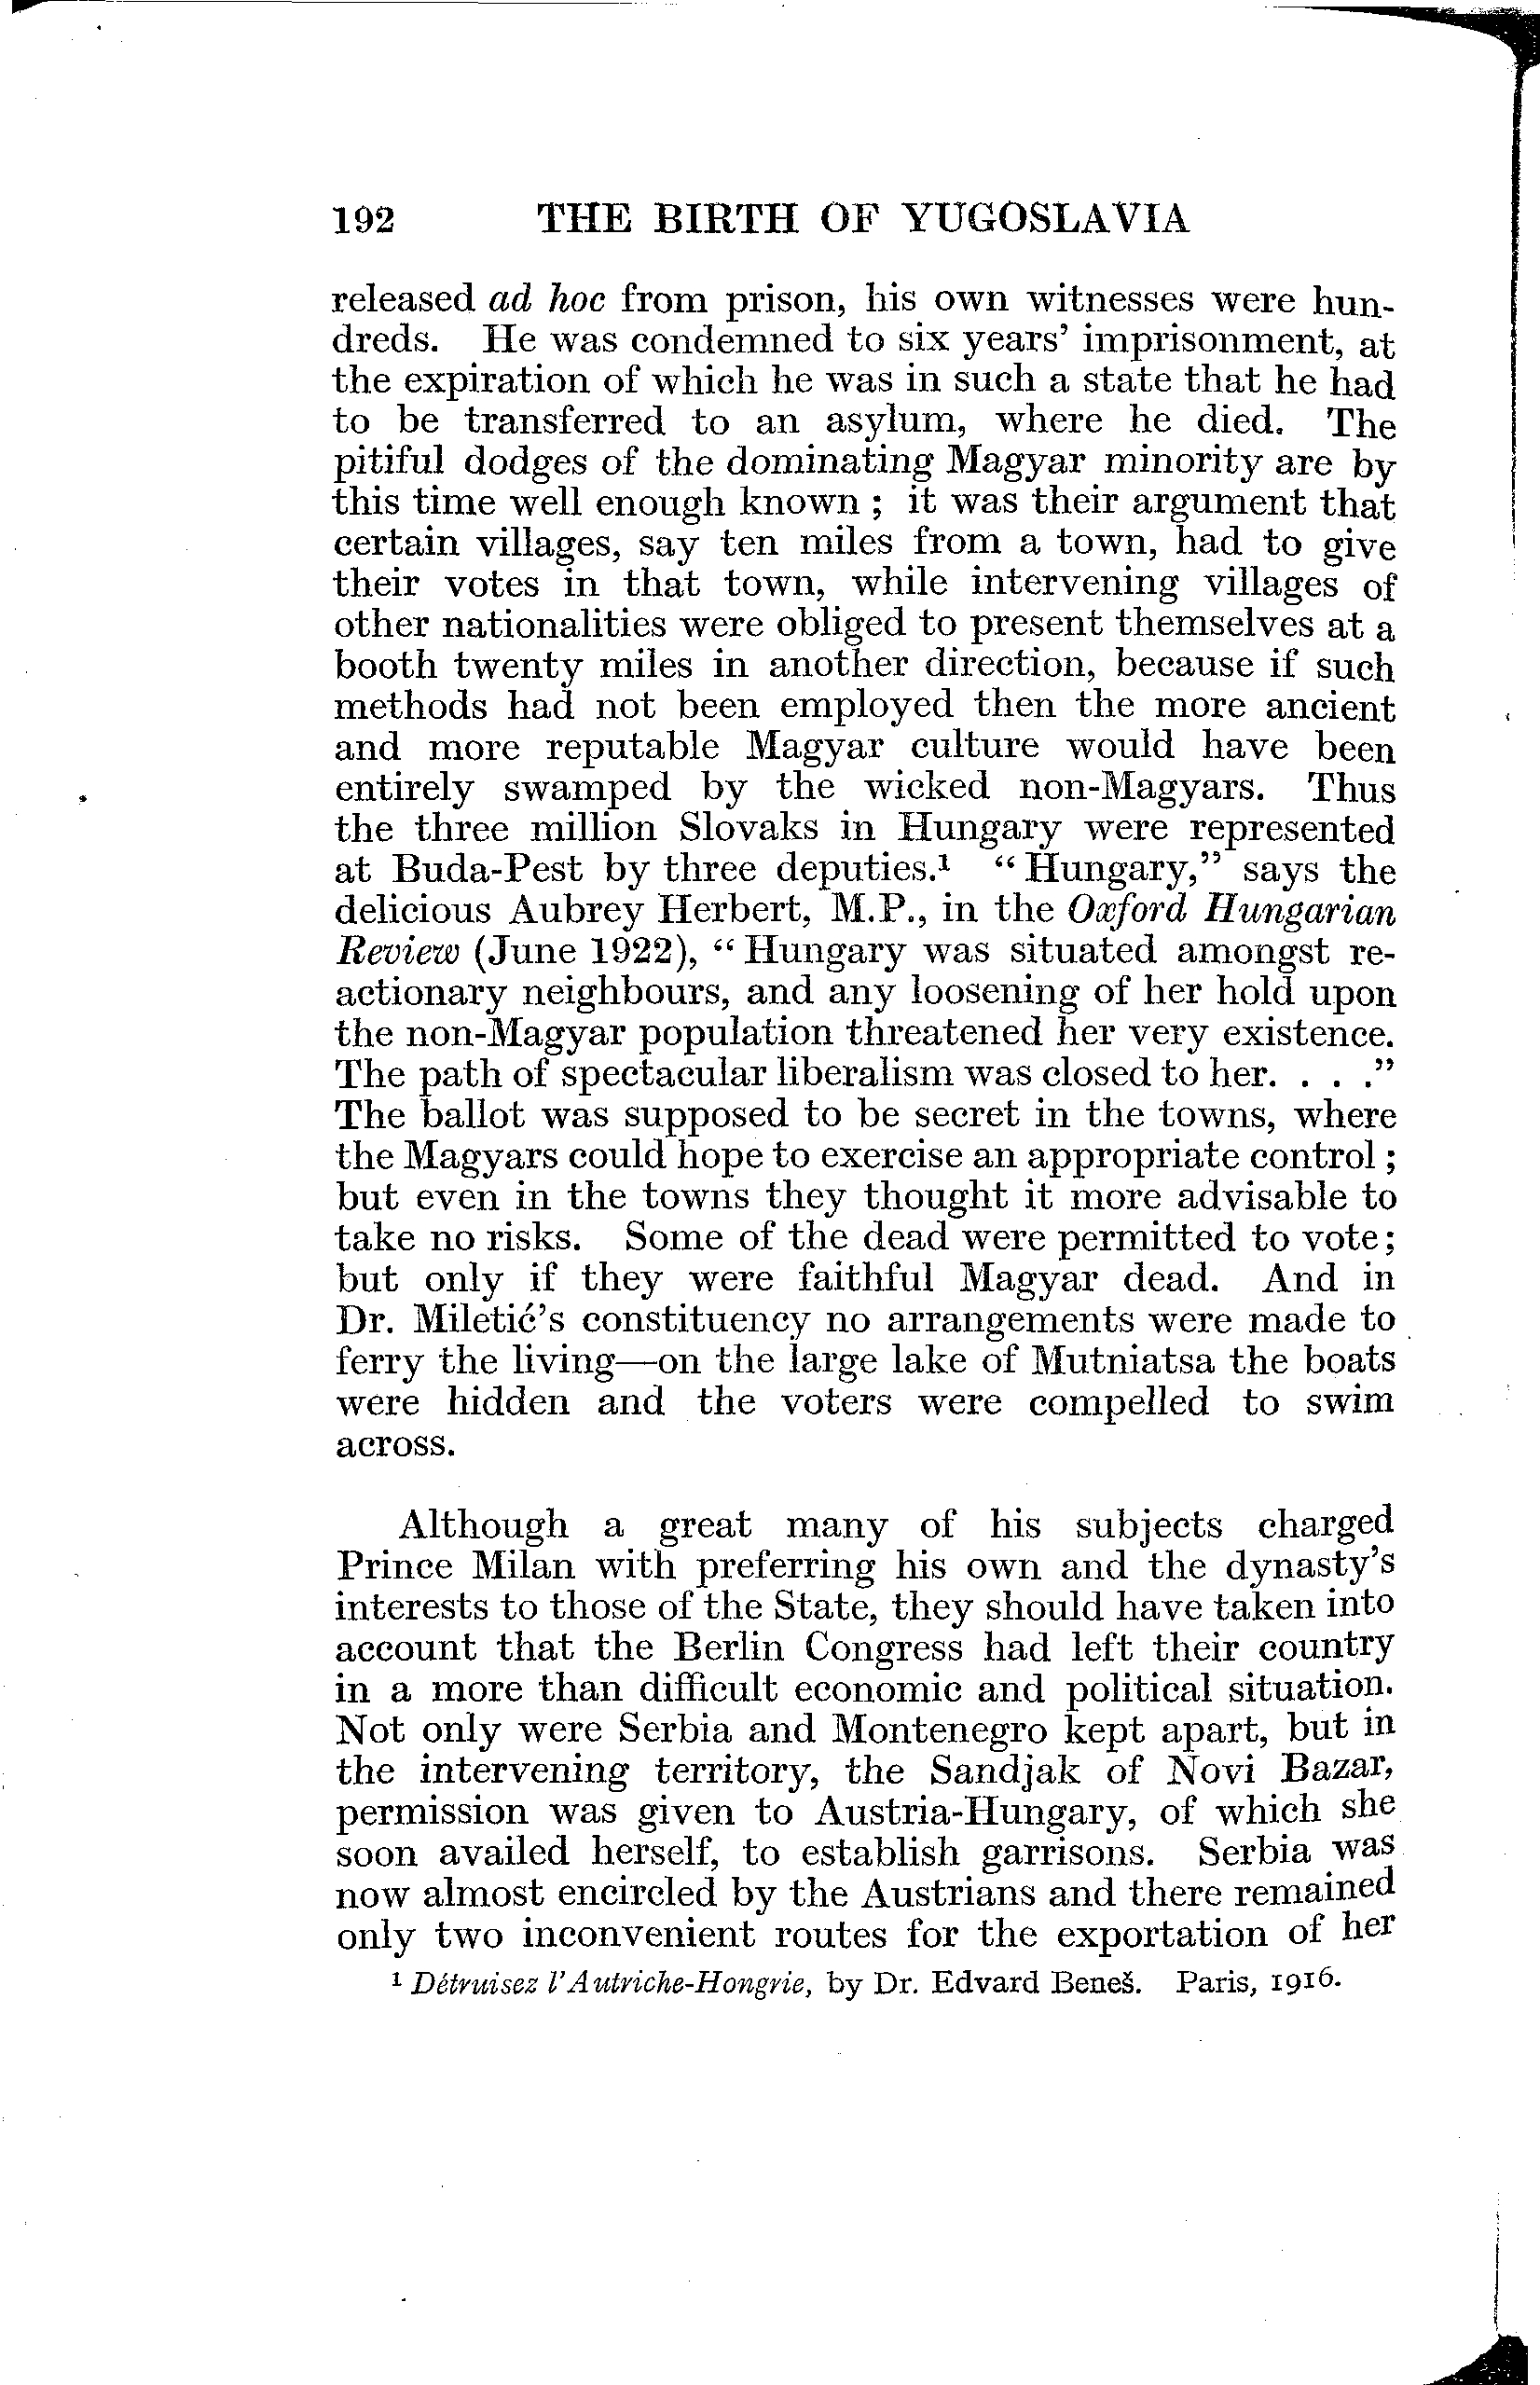 192 THE BIRTH OF YUGOSLAVIA
released ad hoc from prison, his own witnesses were hun-
dreds. He was condemned to six years' imprisonment, at
the expiration of which he was in such a state that he had
to be transferred to an asylum, where he died. The
pitiful dodges of the dominating Magyar minority are by
this time well enough known ; it was their argument that
certain villages, say ten miles from a town, had to give
their votes in that town, while intervening villages of
other nationalities were obliged to present themselves at a
booth twenty miles in another direction, because if such
methods had not been employed then the more ancient
and more reputable Magyar culture would have been
entirely swamped by the wicked non-Magyars. Thus
the three million Slovaks in Hungary were represented
at Buda-Pest by three deputies.¹ “ Hungary,” says the
delicious Aubrey Herbert, M.P., in the Oxford Hungarian
Review (June 1922), “ Hungary was situated amongst re-
actionary neighbours, and any loosening of her hold upon
the non-Magyar population threatened her very existence.
The path of spectacular liberalism was closed to her. . . .”
The ballot was supposed to be secret in the towns, where
the Magyars could hope to exercise an appropriate control ;
but even in the towns they thought it more advisable to
take no risks. Some of the dead were permitted to vote;
but only if they were faithful Magyar dead. And in
Dr. Miletić's constituency no arrangements were made to
ferry the living—on the large lake of Mutniatsa the boats
were hidden and the voters were compelled to swim
across.
Although a great many of his subjects charged
Prince Milan with preferring his own and the dynasty's
interests to those of the State, they should have taken into
account that the Berlin Congress had left their country
in a more than difficult economic and political situation.
Not only were Serbia and Montenegro kept apart, but in
the intervening territory, the Sandjak of Novi Bazar,
permission was given to Austria-Hungary, of which she
soon availed herself, to establish garrisons. Serbia was
now almost encircled by the Austrians and there remained
only two inconvenient routes for the exportation of her
¹ Détruisez l'Autriche-Hongrie, by Dr. Edvard Beneš. Paris, 1916.